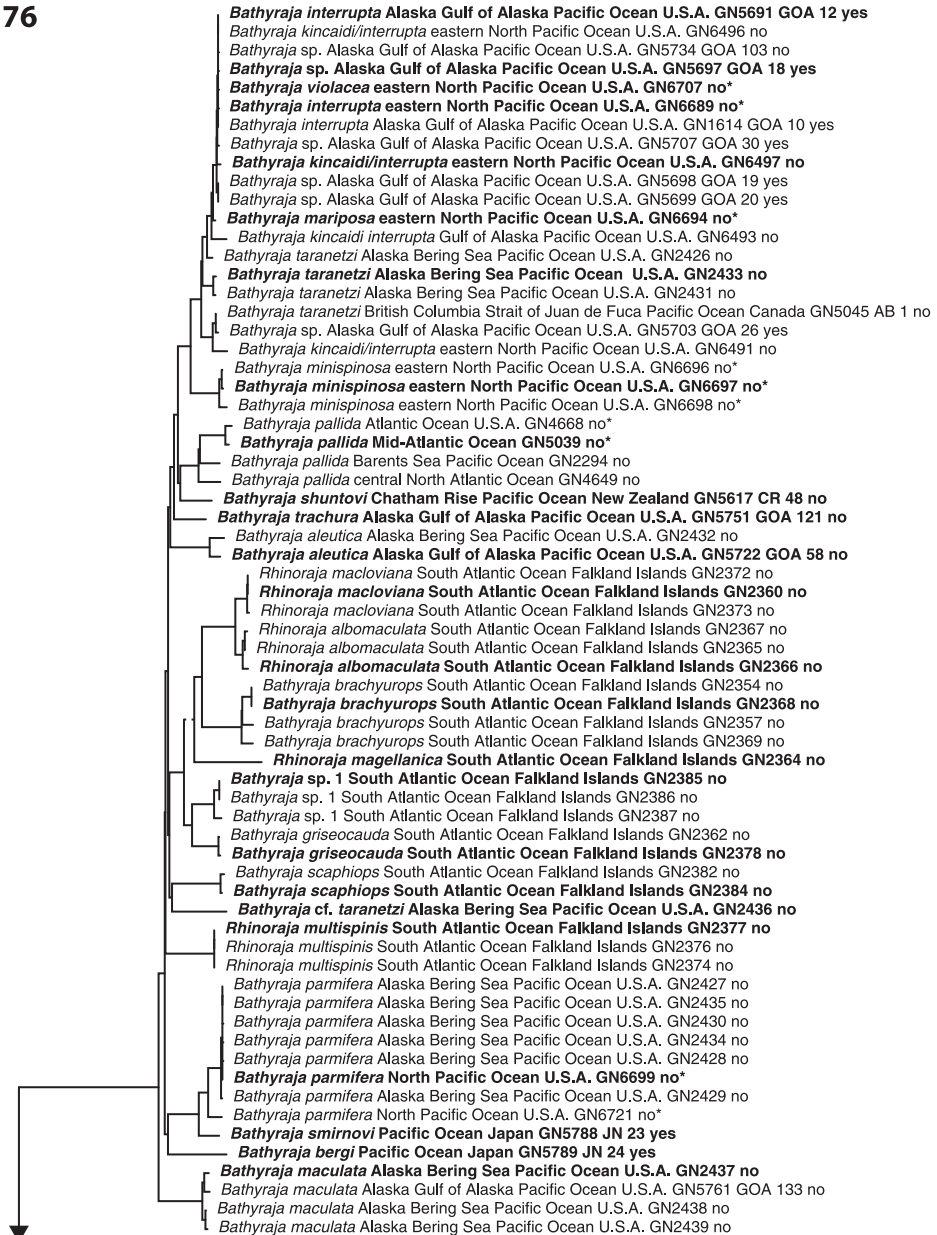 76
Bathyraja interrupta Alaska Gulf of Alaska Pacific Ocean U.S.A. GN5691 GOA 12 yes
Bathyraja kincaidi/interrupta eastern North Pacific Ocean U.S.A. GN6496 no
Bathyraja sp. Alaska Gulf of Alaska Pacific Ocean U.S.A. GN5734 GOA 103 no
Bathyraja sp. Alaska Gulf of Alaska Pacific Ocean U.S.A. GN5697 GOA 18 yes
Bathyraja violacea eastern North Pacific Ocean U.S.A. GN6707 no*
Bathyraja interrupta eastern North Pacific Ocean U.S.A. GN6689 no*
Bathyraja interrupta Alaska Gulf of Alaska Pacific Ocean U.S.A. GN1614 GOA 10 yes
Bathyraja sp. Alaska Gulf of Alaska Pacific Ocean U.S.A. GN5707 GOA 30 yes
Bathyraja kincaidi/interrupta eastern North Pacific Ocean U.S.A. GN6497 no
Bathyraja sp. Alaska Gulf of Alaska Pacific Ocean U.S.A. GN5698 GOA 19 yes
Bathyraja sp. Alaska Gulf of Alaska Pacific Ocean U.S.A. GN5699 GOA 20 yes
Bathyraja mariposa eastern North Pacific Ocean U.S.A. GN6694 no*
Bathyraja kincaidi interrupta Gulf of Alaska Pacific Ocean U.S.A. GN6493 no
Bathyraja taranetzi Alaska Bering Sea Pacific Ocean U.S.A. GN2426 no
Bathyraja taranetzi Alaska Bering Sea Pacific Ocean U.S.A. GN2433 no
Bathyraja taranetzi Alaska Bering Sea Pacific Ocean U.S.A. GN2431 no
Bathyraja taranetzi British Columbia Strait of Juan de Fuca Pacific Ocean Canada GN5045 AB 1 no
Bathyraja sp. Alaska Gulf of Alaska Pacific Ocean U.S.A. GN5703 GOA 26 yes
Bathyraja kincaidi/interrupta eastern North Pacific Ocean U.S.A. GN6491 no
Bathyraja minispinosa eastern North Pacific Ocean U.S.A. GN6696 no*
Bathyraja minispinosa eastern North Pacific Ocean U.S.A. GN6697 no*
Bathyraja minispinosa eastern North Pacific Ocean U.S.A. GN6698 no*
Bathyraja pallida Atlantic Ocean U.S.A. GN4668 no*
Bathyraja pallida Mid-Atlantic Ocean GN5039 no*
Bathyraja pallida Barents Sea Pacific Ocean GN2294 no
Bathyraja pallida central North Atlantic Ocean GN4649 no
Bathyraja shuntovi Chatham Rise Pacific Ocean New Zealand GN5617 CR 48 no
Bathyraja trachura Alaska Gulf of Alaska Pacific Ocean U.S.A. GN5751 GOA 121 no
Bathyraja aleutica Alaska Bering Sea Pacific Ocean U.S.A. GN2432 no
Bathyraja aleutica Alaska Gulf of Alaska Pacific Ocean U.S.A. GN5722 GOA 58 no
Rhinoraja macloviana South Atlantic Ocean Falkland Islands GN2372 no
Rhinoraja macloviana South Atlantic Ocean Falkland Islands GN2360 no
Rhinoraja macloviana South Atlantic Ocean Falkland Islands GN2373 no
Rhinoraja albomaculata South Atlantic Ocean Falkland Islands GN2367 no
Rhinoraja albomaculata South Atlantic Ocean Falkland Islands GN2365 no
Rhinoraja albomaculata South Atlantic Ocean Falkland Islands GN2366 no
Bathyraja brachyurops South Atlantic Ocean Falkland Islands GN2354 no
Bathyraja brachyurops South Atlantic Ocean Falkland Islands GN2368 no
Bathyraja brachyurops South Atlantic Ocean Falkland Islands GN2357 no
Bathyraja brachyurops South Atlantic Ocean Falkland Islands GN2369 no
Rhinoraja magellanica South Atlantic Ocean Falkland Islands GN2364 no
Bathyraja sp. 1 South Atlantic Ocean Falkland Islands GN2385 no
Bathyraja sp. 1 South Atlantic Ocean Falkland Islands GN2386 no
Bathyraja sp. 1 South Atlantic Ocean Falkland Islands GN2387 no
Bathyraja griseocauda South Atlantic Ocean Falkland Islands GN2362 no
Bathyraja griseocauda South Atlantic Ocean Falkland Islands GN2378 no
Bathyraja scaphiops South Atlantic Ocean Falkland Islands GN2382 no
Bathyraja scaphiops South Atlantic Ocean Falkland Islands GN2384 no
Bathyraja cf. taranetzi Alaska Bering Sea Pacific Ocean U.S.A. GN2436 no
Rhinoraja multispinis South Atlantic Ocean Falkland Islands GN2377 no
Rhinoraja multispinis South Atlantic Ocean Falkland Islands GN2376 no
Rhinoraja multispinis South Atlantic Ocean Falkland Islands GN2374 no
Bathyraja parmifera Alaska Bering Sea Pacific Ocean U.S.A. GN2427 no
Bathyraja parmifera Alaska Bering Sea Pacific Ocean U.S.A. GN2435 no
Bathyraja parmifera Alaska Bering Sea Pacific Ocean U.S.A. GN2430 no
Bathyraja parmifera Alaska Bering Sea Pacific Ocean U.S.A. GN2434 no
Bathyraja parmifera Alaska Bering Sea Pacific Ocean U.S.A. GN2428 no
Bathyraja parmifera North Pacific Ocean U.S.A. GN6699 no*
Bathyraja parmifera Alaska Bering Sea Pacific Ocean U.S.A. GN2429 no
Bathyraja parmifera North Pacific Ocean U.S.A. GN6721 no*
Bathyraja smirnovi Pacific Ocean Japan GN5788 JN 23 yes
Bathyraja bergi Pacific Ocean Japan GN5789 JN 24 yes
Bathyraja maculata Alaska Bering Sea Pacific Ocean U.S.A. GN2437 no
Bathyraja maculata Alaska Gulf of Alaska Pacific Ocean U.S.A. GN5761 GOA 133 no
Bathyraja maculata Alaska Bering Sea Pacific Ocean U.S.A. GN2438 no
Bathyraja maculata Alaska Bering Sea Pacific Ocean U.S.A. GN2439 no